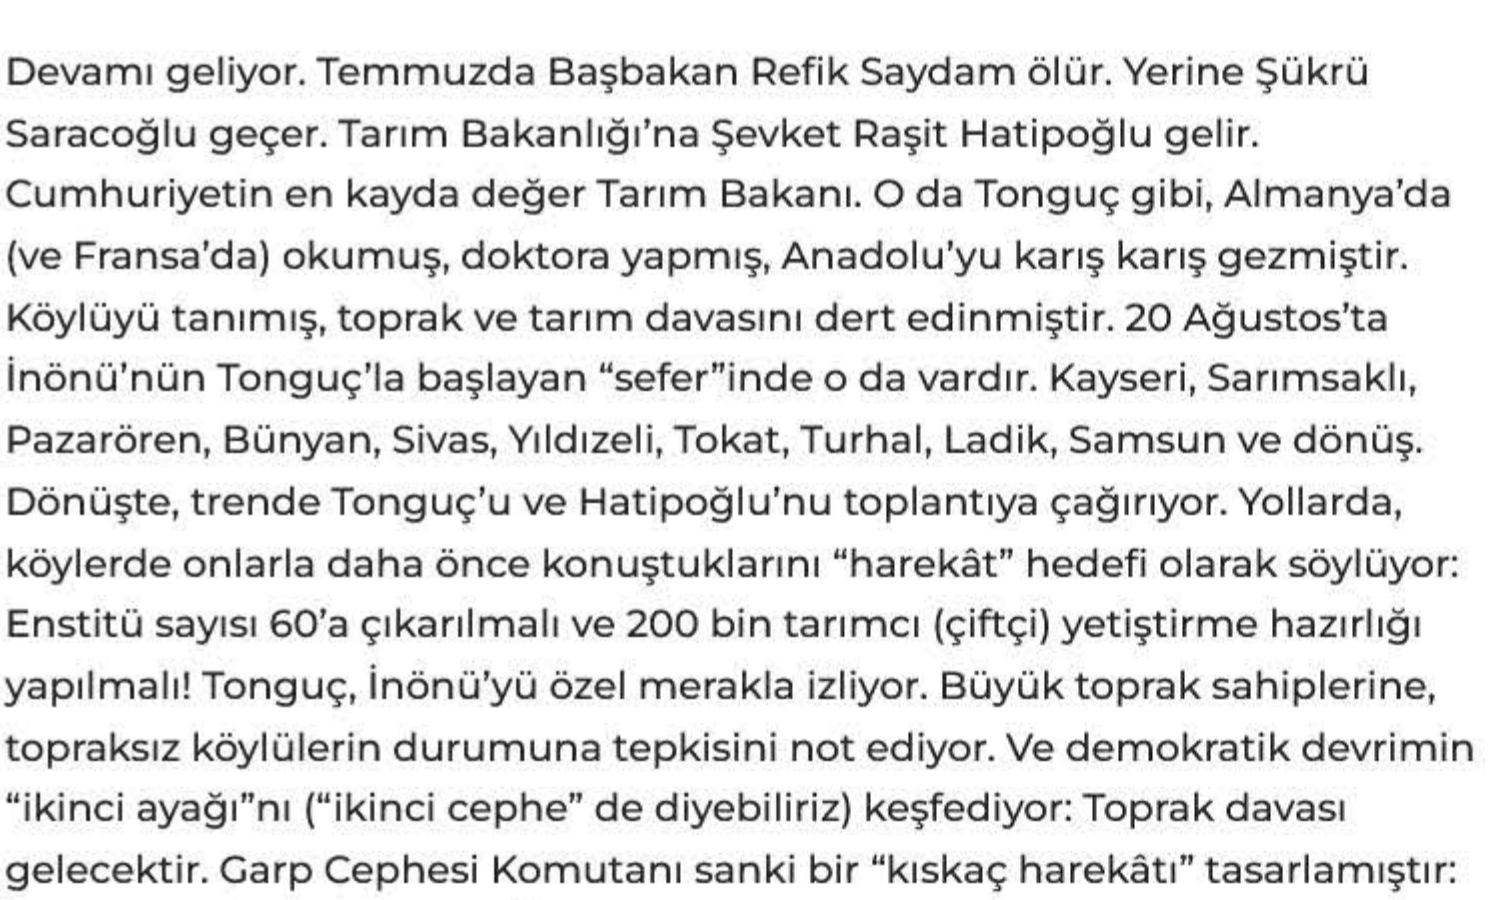 Devamı geliyor. Temmuzda Başbakan Refik Saydam ölür. Yerine Şükrü
Saracoğlu geçer. Tarım Bakanlığı’na Şevket Raşit Hatipoğlu gelir.
Cumhuriyetin en kayda değer Tarım Bakanı. O da Tonguç gibi, Almanya’da
(ve Fransa’da) okumuş, doktora yapmış, Anadolu’yu karış karış gezmiştir.
Köylüyü tanımış, toprak ve tarım davasını dert edinmiştir. 20 Ağustos’ta
İnönü’nün Tonguç’la başlayan “sefer”inde o da vardır. Kayseri, Sarımsaklı,
Pazarören, Bünyan, Sivas, Yıldızeli, Tokat, Turhal, Ladik, Samsun ve dönüş.
Dönüşte, trende Tonguç’u ve Hatipoğlu’nu toplantıya çağırıyor. Yollarda,
köylerde onlarla daha önce konuştuklarını “harekât” hedefi olarak söylüyor:
Enstitü sayısı 60’a çıkarılmalı ve 200 bin tarımcı (çiftçi) yetiştirme hazırlığı
yapılmalı! Tonguç, İnönü’yü özel merakla izliyor. Büyük toprak sahiplerine,
topraksız köylülerin durumuna tepkisini not ediyor. Ve demokratik devrimin
“ikinci ayağı”nı (“ikinci cephe” de diyebiliriz) keşfediyor: Toprak davası
gelecektir. Garp Cephesi Komutanı sanki bir “kıskaç harekâtı” tasarlamıştır: